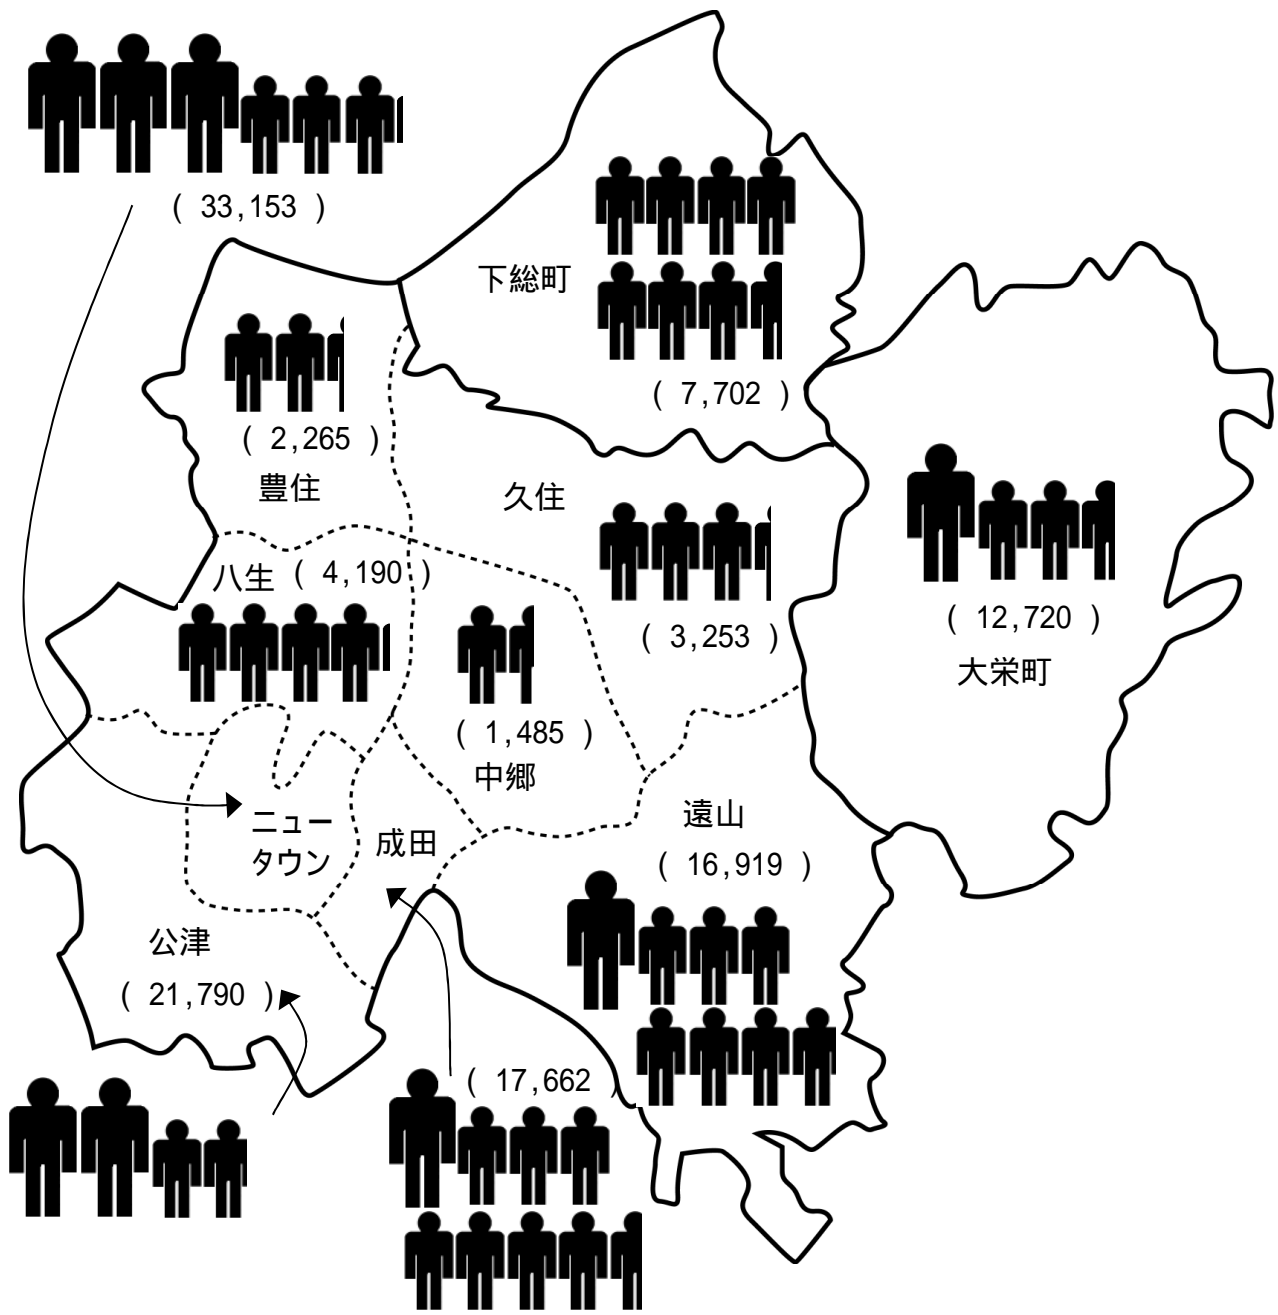 ( 33,153 )
下総町
( 7,702 )
( 2,265 )
豊住
久住
( 3,253 )
八生 ( 4,190 )
( 12,720 )
大栄町
( 1,485 )
中郷
ニュー
タウン
成田
遠山
( 16,919 )
公津
( 21,790 )
( 17,662 )